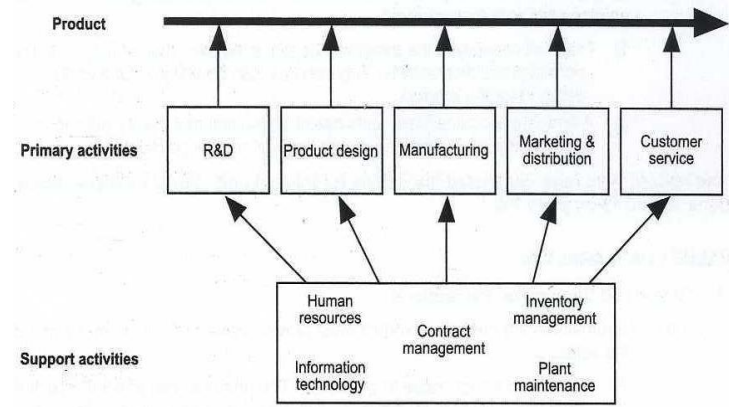 Product
Primary activities
R&D
Product design
Manufacturing
Marketing &
distribution
Customer
service
Support activities
Human
resources
Information
technology
Contract
management
Inventory
management
Plant
maintenance